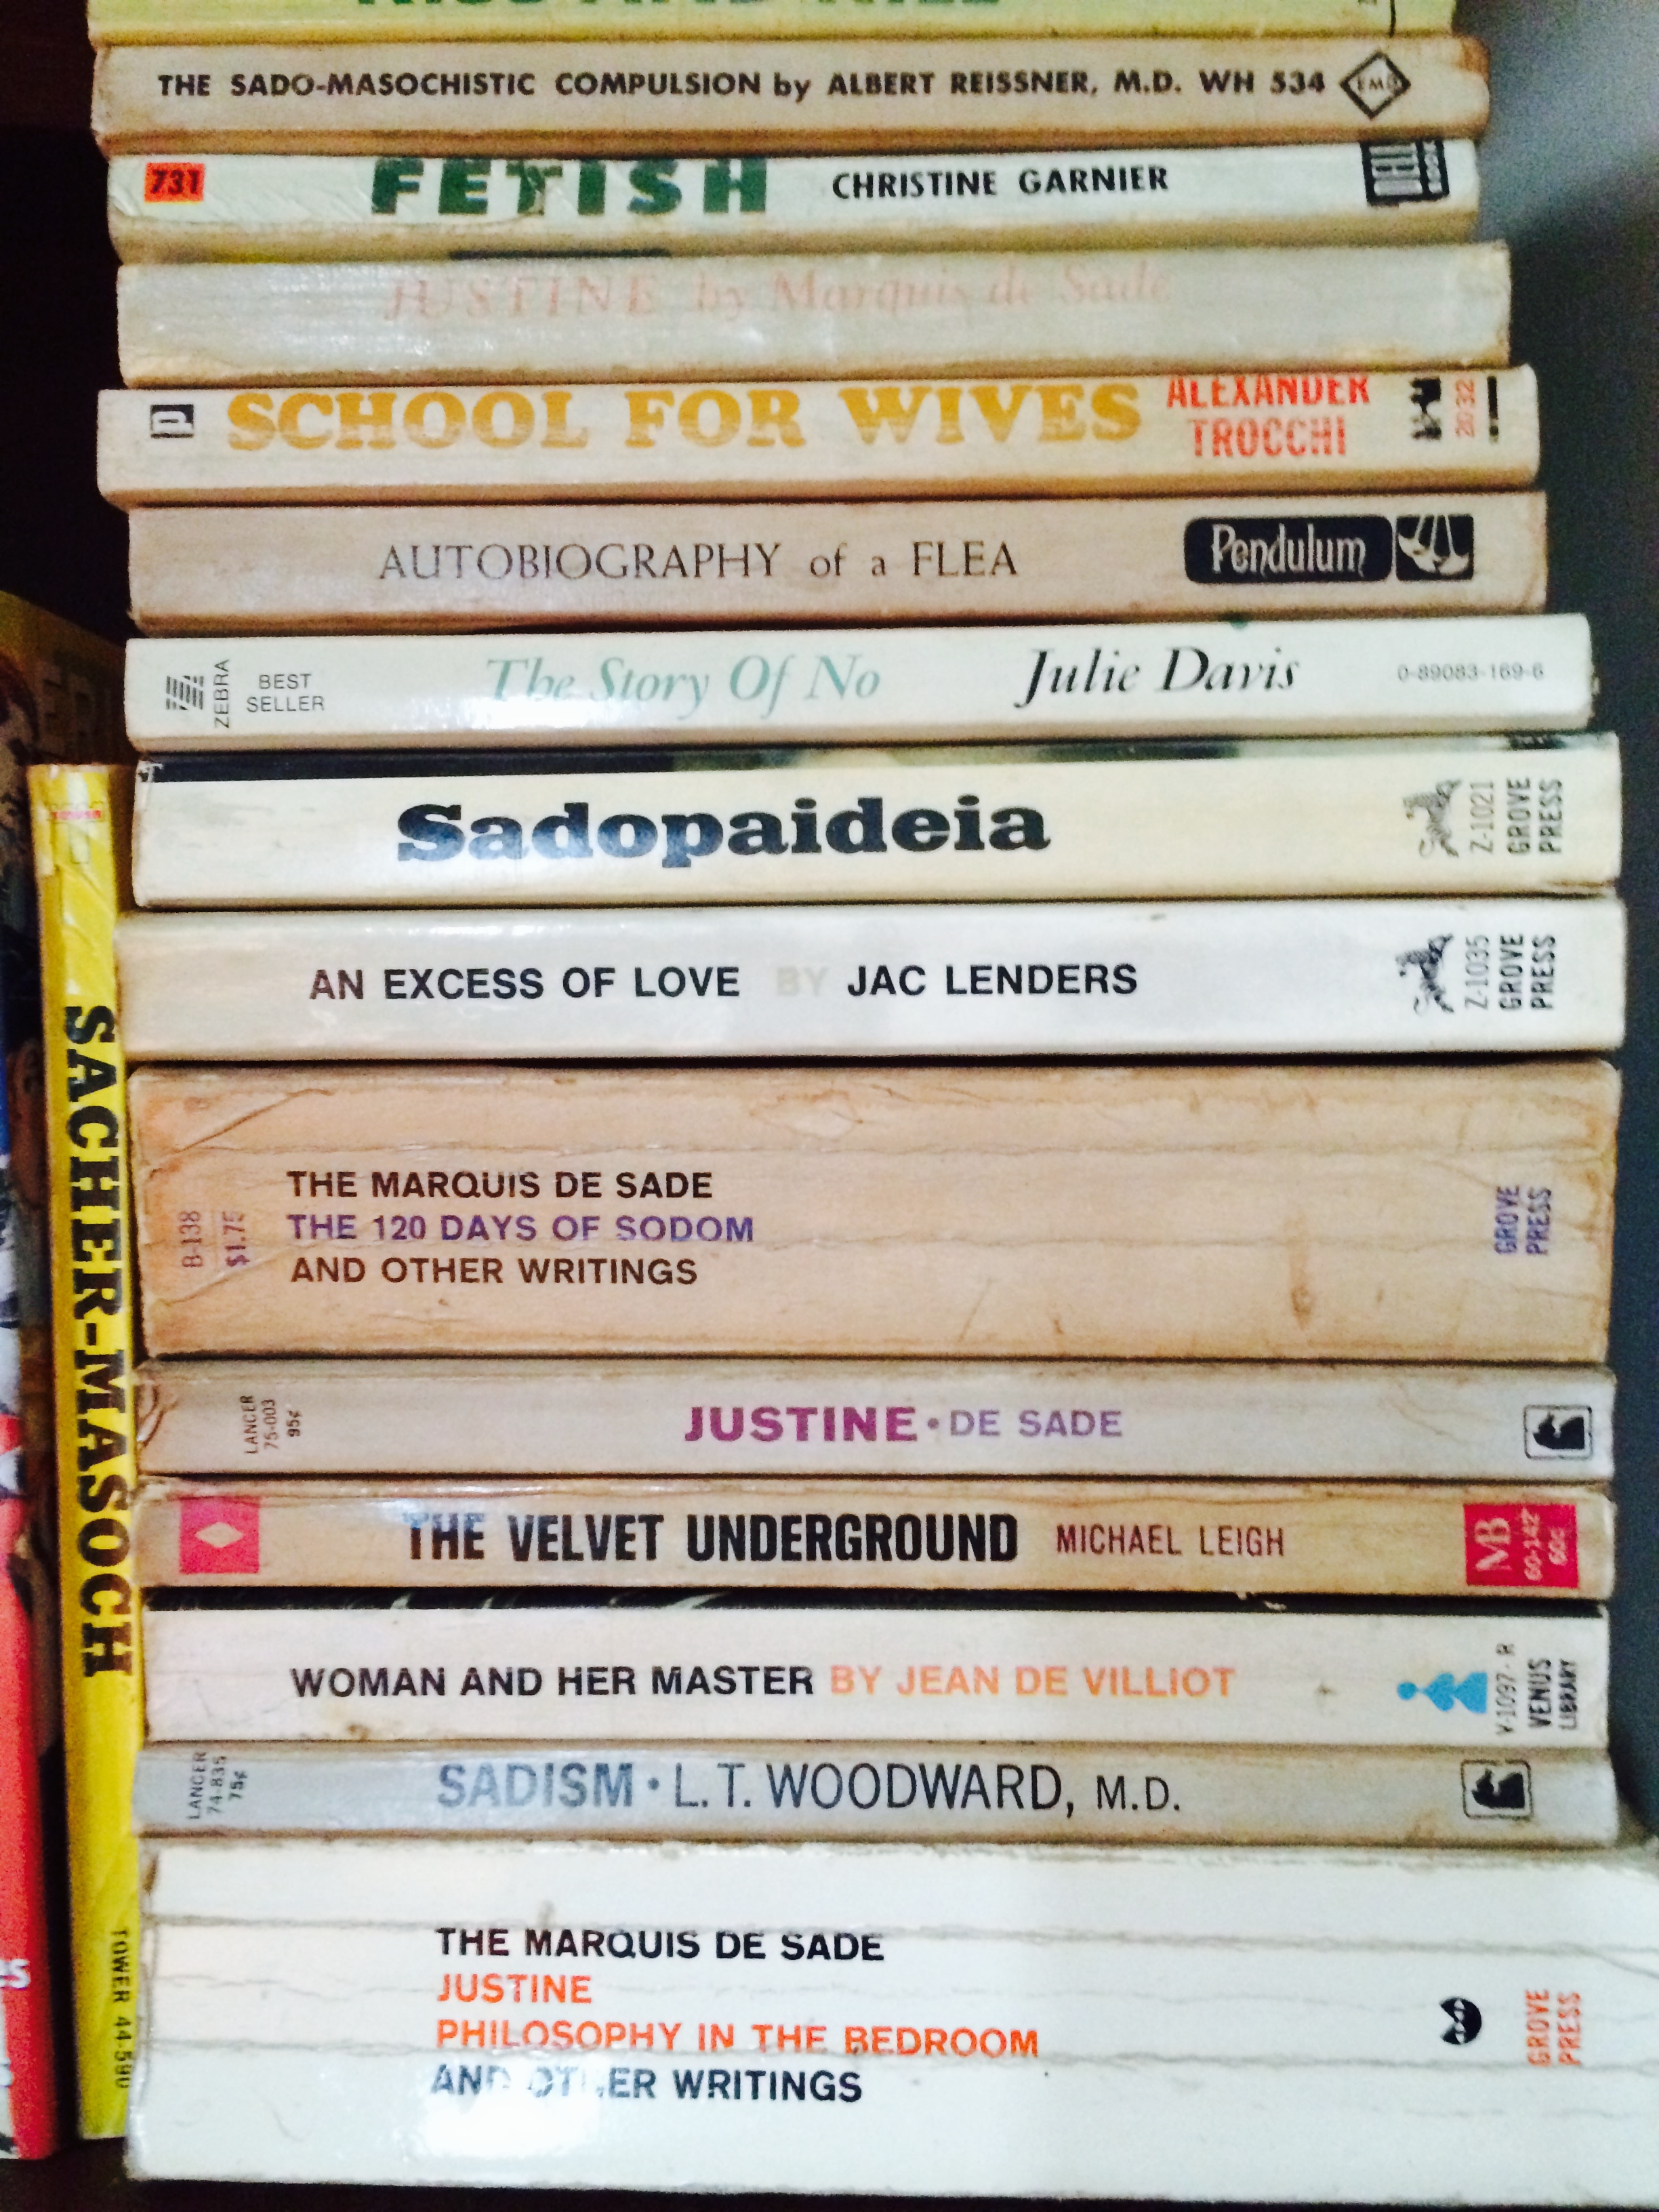 THE SADO-MASOCHISTIC COMPULSION by ALBERT REISSNER, M.D. WH 534
731 FETISH CHRISTINE GARNIER
JUSTINE by Marquis de Sade
SCHOOL FOR WIVES
ALEXANDER
TROCCHI
2032
AUTOBIOGRAPHY of a FLEA Pendulum
ZEBRA
BEST
SELLER
The Story Of No Julie Davis 0-89083-169-6
Sadopaideia
Z-1021
GROVE
PRESS
AN EXCESS OF LOVE BY JAC LENDERS
Z-1035
GROVE
PRESS
B-138
$1.75
THE MARQUIS DE SADE
THE 120 DAYS OF SODOM
AND OTHER WRITINGS
GROVE
PRESS
LANCER
75-003
95¢
JUSTINE • DE SADE
THE VELVET UNDERGROUND MICHAEL LEIGH
MB
60-142
60c
WOMAN AND HER MASTER BY JEAN DE VILLIOT
V-1097-R
VENUS
LIBRARY
LANCER
74-835
75¢
SADISM • L.T. WOODWARD, M.D.
THE MARQUIS DE SADE
JUSTINE
PHILOSOPHY IN THE BEDROOM
AND OTHER WRITINGS
GROVE
PRESS
SACHER-MASOCH
TOWER 44-590